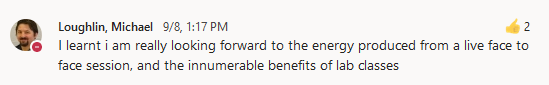 Loughlin, Michael 9/8, 1:17 PM 2
I learnt i am really looking forward to the energy produced from a live face to
face session, and the innumerable benefits of lab classes